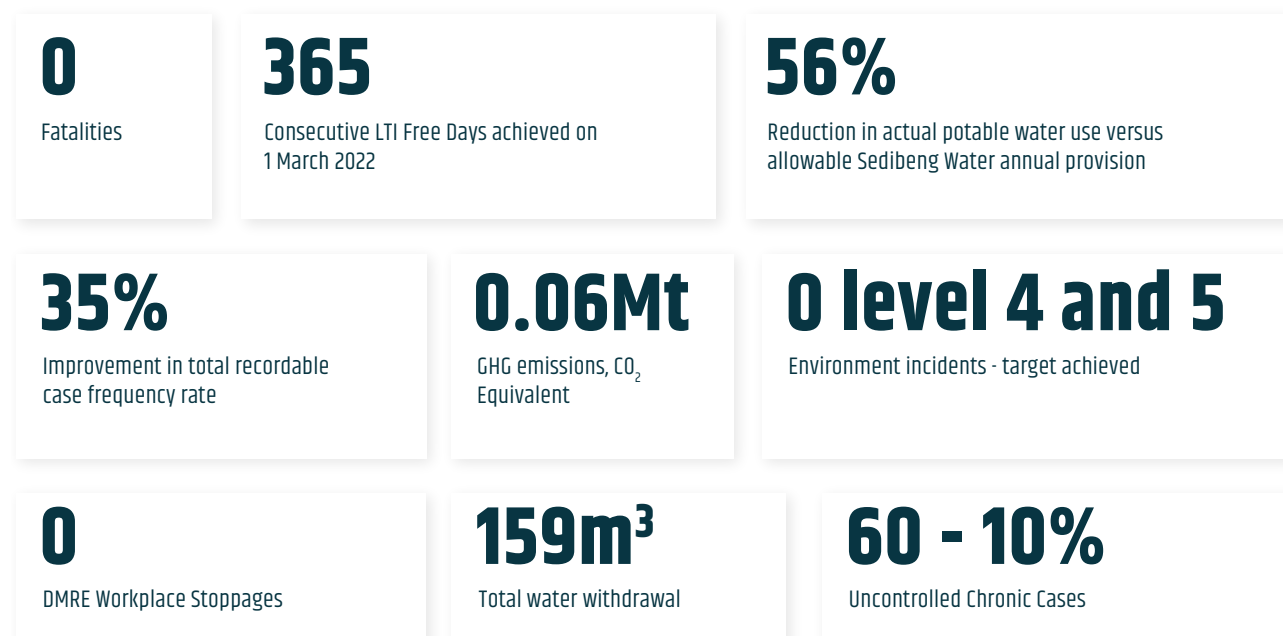 0
Fatalities
365
Consecutive LTI Free Days achieved on
1 March 2022
56%
Reduction in actual potable water use versus
allowable Sedibeng Water annual provision
35%
Improvement in total recordable
case frequency rate
0.06Mt
GHG emissions, CO₂
Equivalent
0 level 4 and 5
Environment incidents - target achieved
0
DMRE Workplace Stoppages
159m³
Total water withdrawal
60 - 10%
Uncontrolled Chronic Cases